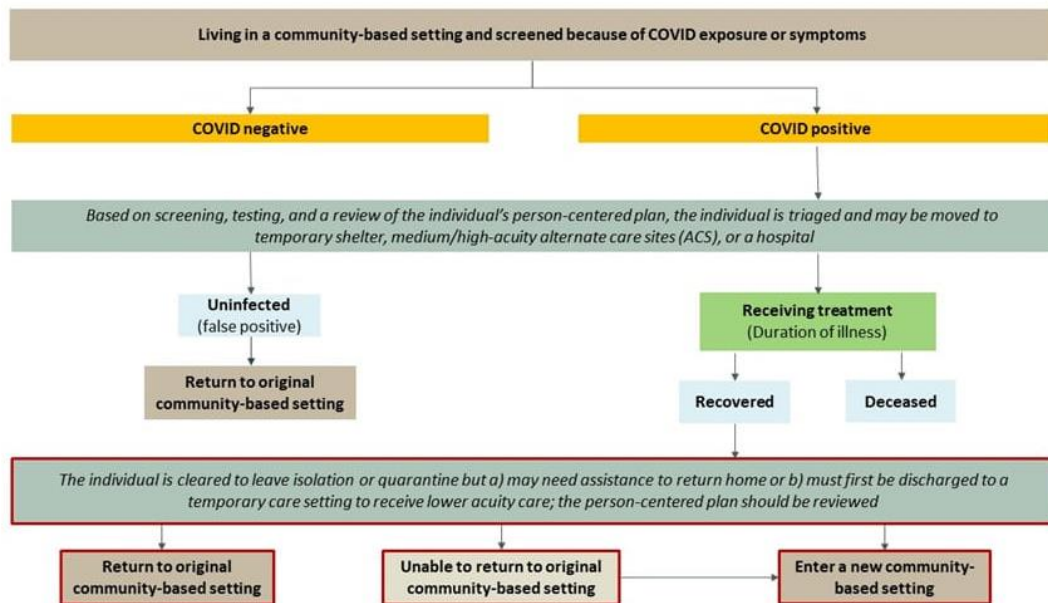 Living in a community-based setting and screened because of COVID exposure or symptoms
COVID negative
COVID positive
Based on screening, testing, and a review of the individual's person-centered plan, the individual is triaged and may be moved to
temporary shelter, medium/high-acuity alternate care sites (ACS), or a hospital
Uninfected
(false positive)
Receiving treatment
(Duration of illness)
Return to original
community-based setting
Recovered
Deceased
The individual is cleared to leave isolation or quarantine but a) may need assistance to return home or b) must first be discharged to a
temporary care setting to receive lower acuity care; the person-centered plan should be reviewed
Return to original
community-based setting
Unable to return to original
community-based setting
Enter a new community-
based setting